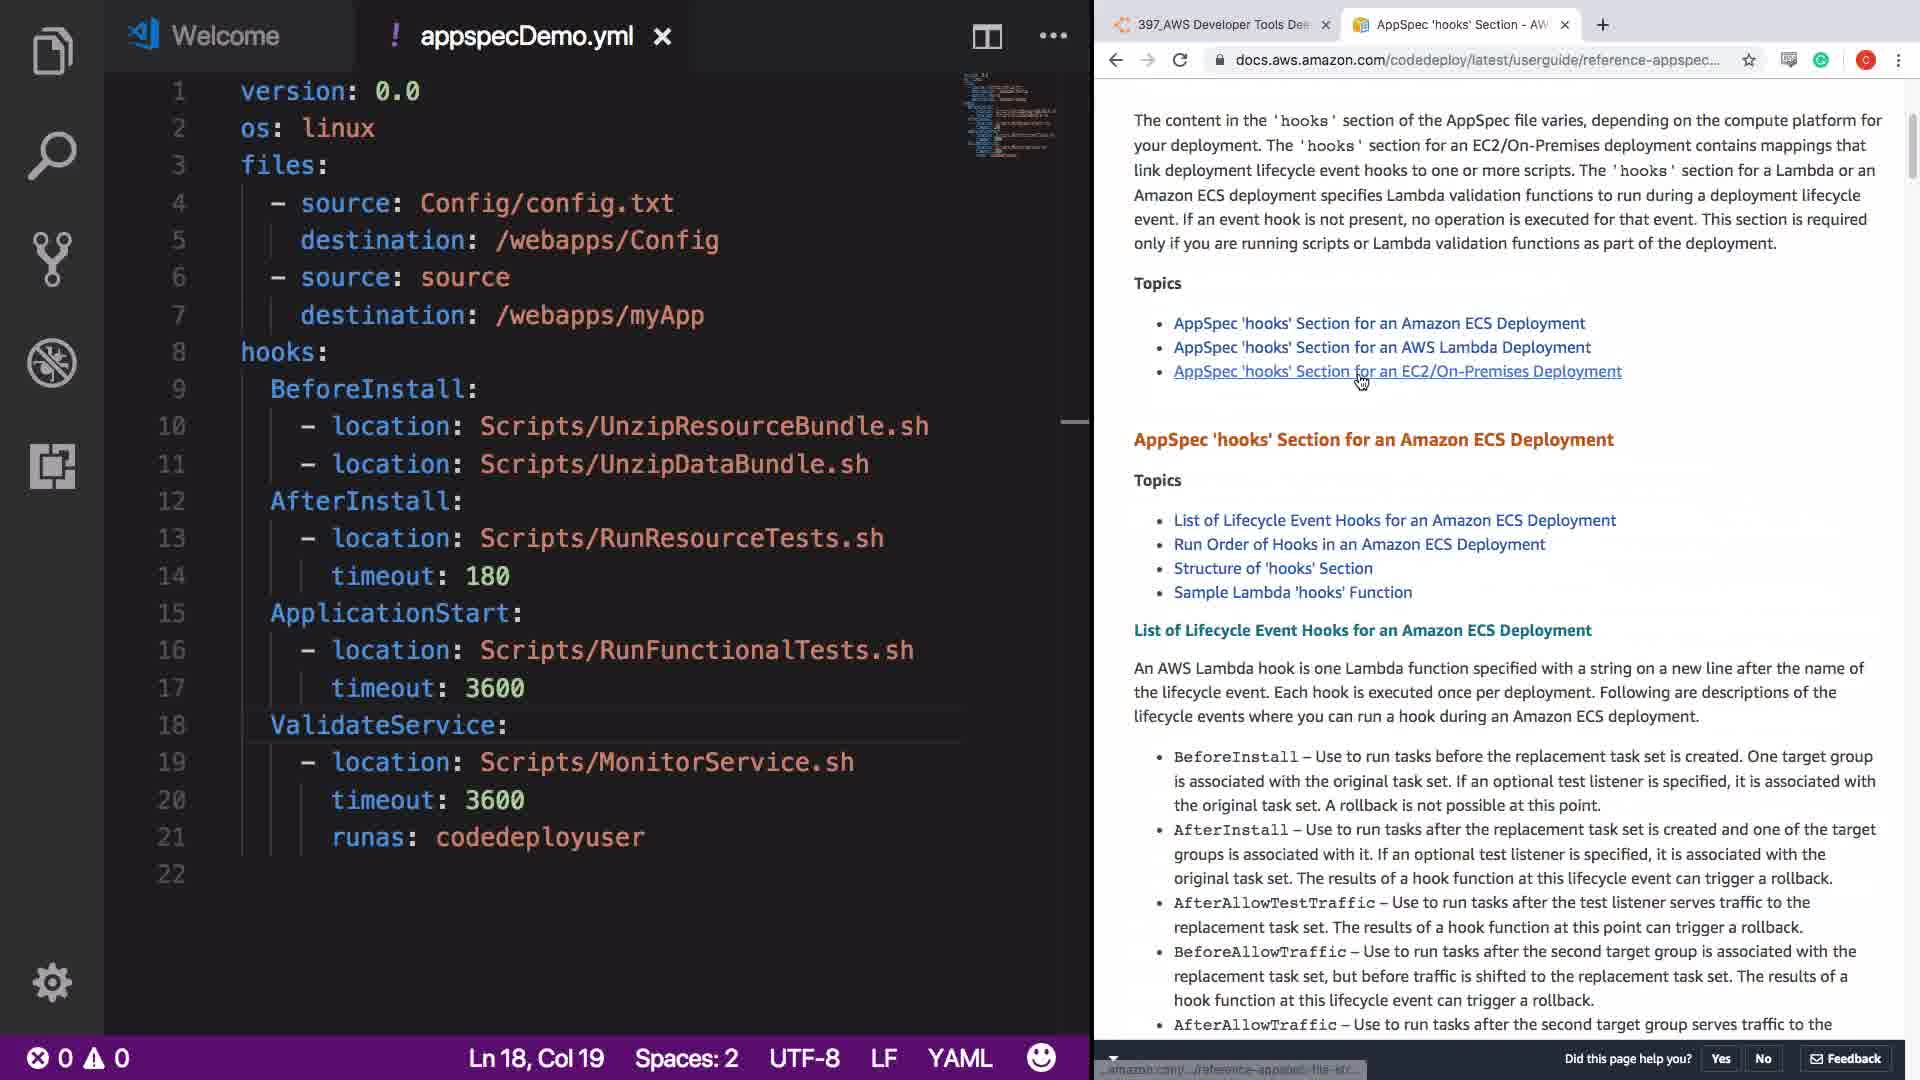 Welcome
! appspecDemo.yml
1 version: 0.0
2 os: linux
3 files:
4 - source: Config/config.txt
5 destination: /webapps/Config
6 - source: source
7 destination: /webapps/myApp
8 hooks:
9 BeforeInstall:
10 - location: Scripts/UnzipResourceBundle.sh
11 - location: Scripts/UnzipDataBundle.sh
12 AfterInstall:
13 - location: Scripts/RunResourceTests.sh
14 timeout: 180
15 ApplicationStart:
16 - location: Scripts/RunFunctionalTests.sh
17 timeout: 3600
18 ValidateService:
19 - location: Scripts/MonitorService.sh
20 timeout: 3600
21 runas: codedeployuser
22
0 0
Ln 18, Col 19 Spaces: 2 UTF-8 LF YAML
397_AWS Developer Tools Dee
AppSpec 'hooks' Section - AW
docs.aws.amazon.com/codedeploy/latest/userguide/reference-appspec...
C
The content in the 'hooks' section of the AppSpec file varies, depending on the compute platform for
your deployment. The 'hooks' section for an EC2/On-Premises deployment contains mappings that
link deployment lifecycle event hooks to one or more scripts. The 'hooks' section for a Lambda or an
Amazon ECS deployment specifies Lambda validation functions to run during a deployment lifecycle
event. If an event hook is not present, no operation is executed for that event. This section is required
only if you are running scripts or Lambda validation functions as part of the deployment.
Topics
• AppSpec 'hooks' Section for an Amazon ECS Deployment
• AppSpec 'hooks' Section for an AWS Lambda Deployment
• AppSpec 'hooks' Section for an EC2/On-Premises Deployment
AppSpec 'hooks' Section for an Amazon ECS Deployment
Topics
• List of Lifecycle Event Hooks for an Amazon ECS Deployment
• Run Order of Hooks in an Amazon ECS Deployment
• Structure of 'hooks' Section
• Sample Lambda 'hooks' Function
List of Lifecycle Event Hooks for an Amazon ECS Deployment
An AWS Lambda hook is one Lambda function specified with a string on a new line after the name of
the lifecycle event. Each hook is executed once per deployment. Following are descriptions of the
lifecycle events where you can run a hook during an Amazon ECS deployment.
• BeforeInstall – Use to run tasks before the replacement task set is created. One target group
is associated with the original task set. If an optional test listener is specified, it is associated with
the original task set. A rollback is not possible at this point.
• AfterInstall – Use to run tasks after the replacement task set is created and one of the target
groups is associated with it. If an optional test listener is specified, it is associated with the
original task set. The results of a hook function at this lifecycle event can trigger a rollback.
• AfterAllowTestTraffic – Use to run tasks after the test listener serves traffic to the
replacement task set. The results of a hook function at this point can trigger a rollback.
• BeforeAllowTraffic – Use to run tasks after the second target group is associated with the
replacement task set, but before traffic is shifted to the replacement task set. The results of a
hook function at this lifecycle event can trigger a rollback.
• AfterAllowTraffic – Use to run tasks after the second target group serves traffic to the
Did this page help you? Yes No Feedback